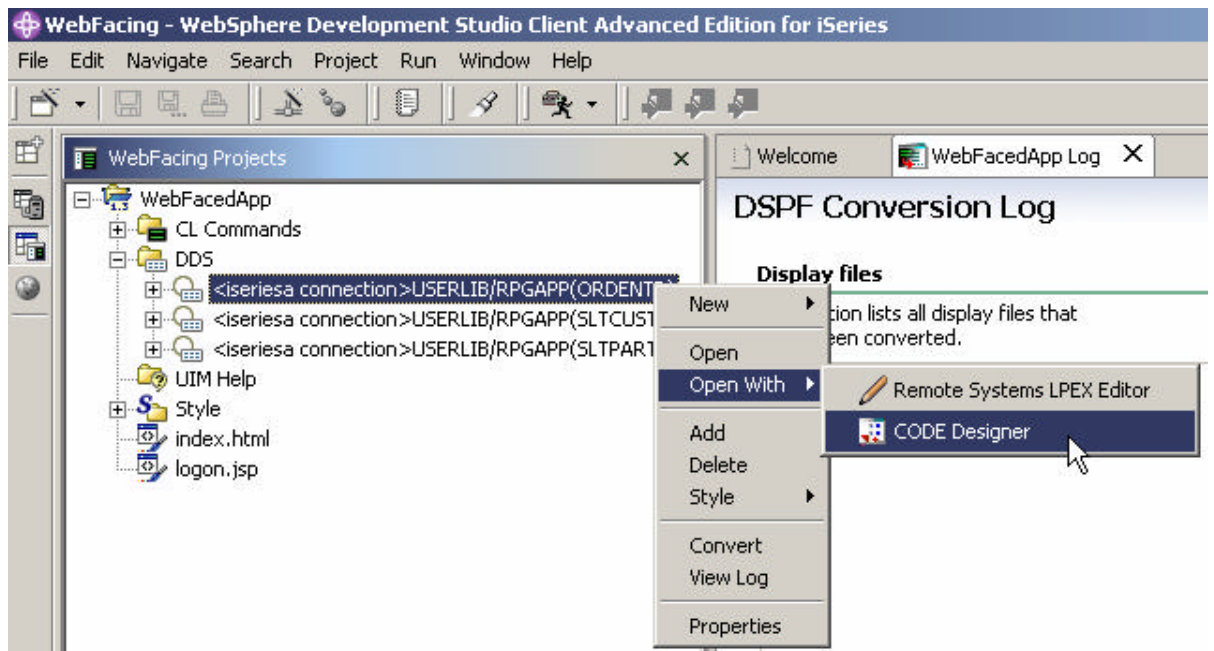 WebFacing - WebSphere Development Studio Client Advanced Edition for iSeries
File Edit Navigate Search Project Run Window Help
WebFacing Projects
Welcome
WebFacedApp Log
WebFacedApp
CL Commands
DDS
<iseriesa connection>USERLIB/RPGAPP(ORDENT
<iseriesa connection>USERLIB/RPGAPP(SLTCUST
<iseriesa connection>USERLIB/RPGAPP(SLTPART
UIM Help
Style
index.html
logon.jsp
DSPF Conversion Log
Display files
tion lists all display files that
een converted.
New
Open
Open With
Add
Delete
Style
Convert
View Log
Properties
Remote Systems LPEX Editor
CODE Designer